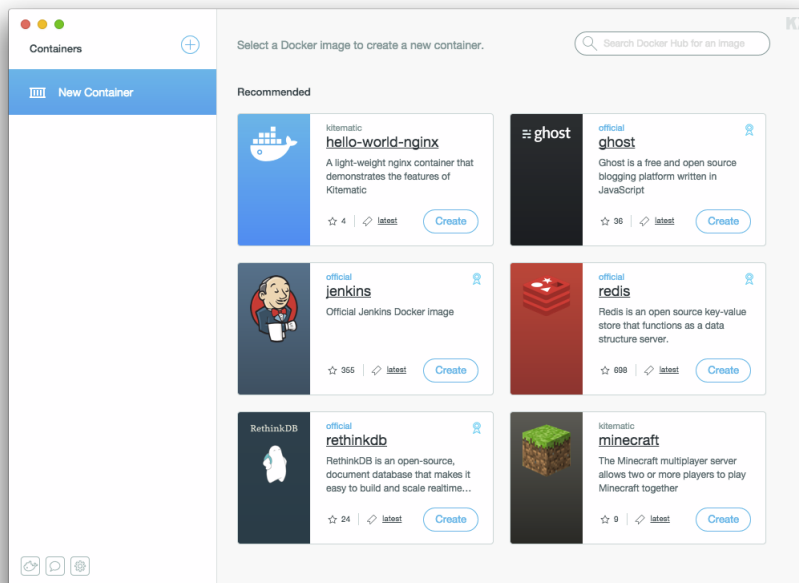 Containers
New Container
Select a Docker image to create a new container.
Search Docker Hub for an image
Recommended
kitematic
hello-world-nginx
A light-weight nginx container that
demonstrates the features of
Kitematic
4
latest
Create
ghost
official
ghost
Ghost is a free and open source
blogging platform written in
JavaScript
36
latest
Create
official
jenkins
Official Jenkins Docker image
355
latest
Create
official
redis
Redis is an open source key-value
store that functions as a data
structure server.
698
latest
Create
RethinkDB
official
rethinkdb
RethinkDB is an open-source,
document database that makes it
easy to build and scale realtime...
24
latest
Create
kitematic
minecraft
The Minecraft multiplayer server
allows two or more players to play
Minecraft together
9
latest
Create